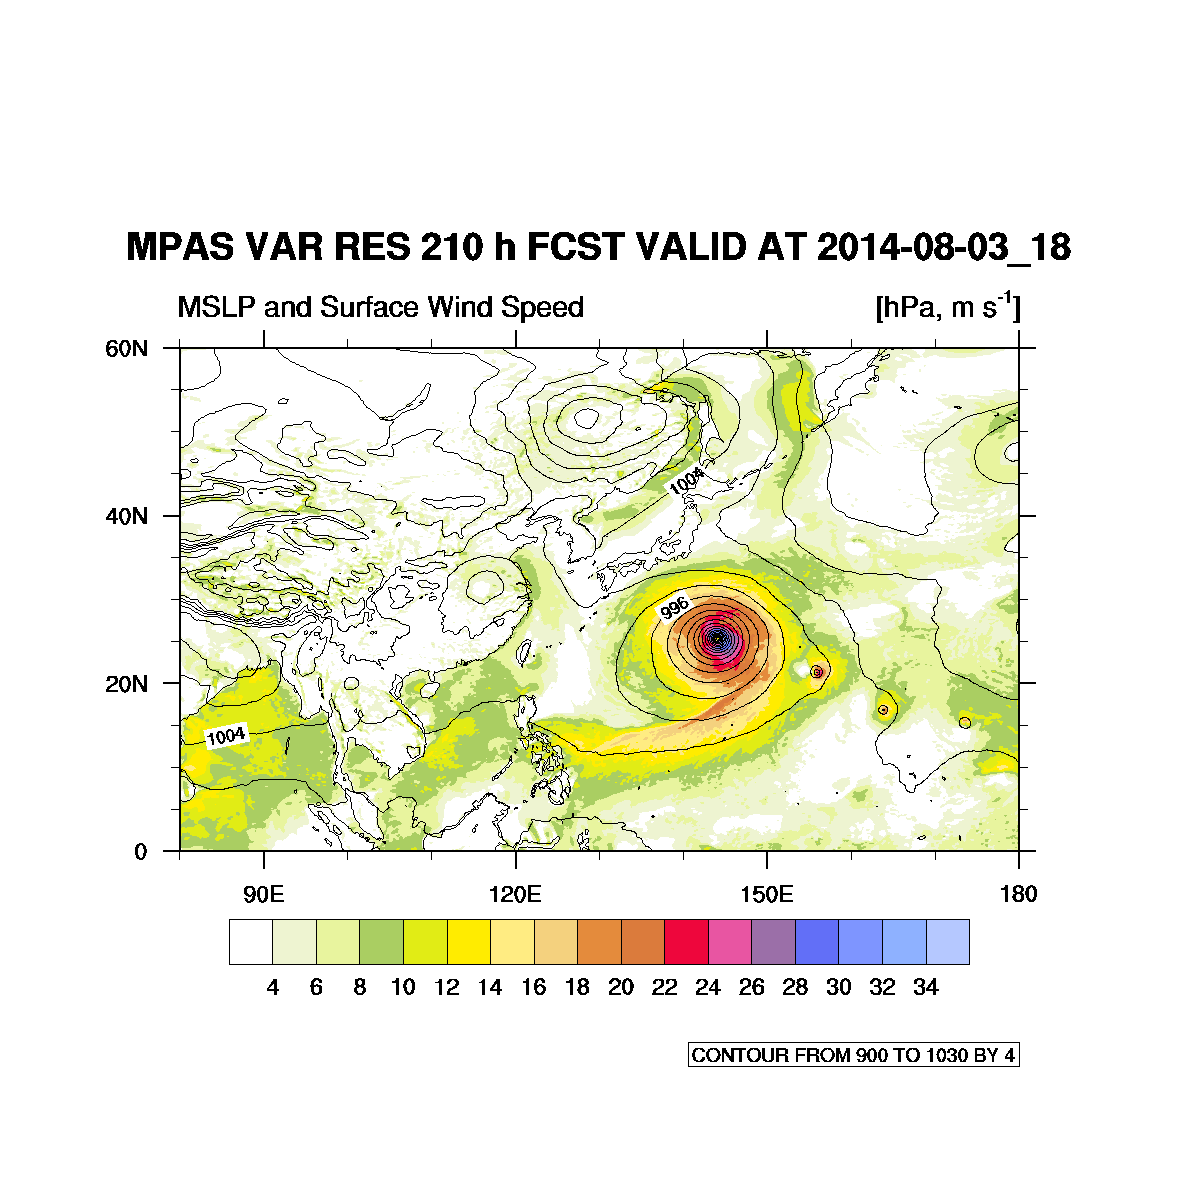 MPAS VAR RES 210 h FCST VALID AT 2014-08-03_18
MSLP and Surface Wind Speed [hPa, m s-1]
60N
40N
20N
0
1004
996
1004
90E 120E 150E 180
4 6 8 10 12 14 16 18 20 22 24 26 28 30 32 34
CONTOUR FROM 900 TO 1030 BY 4